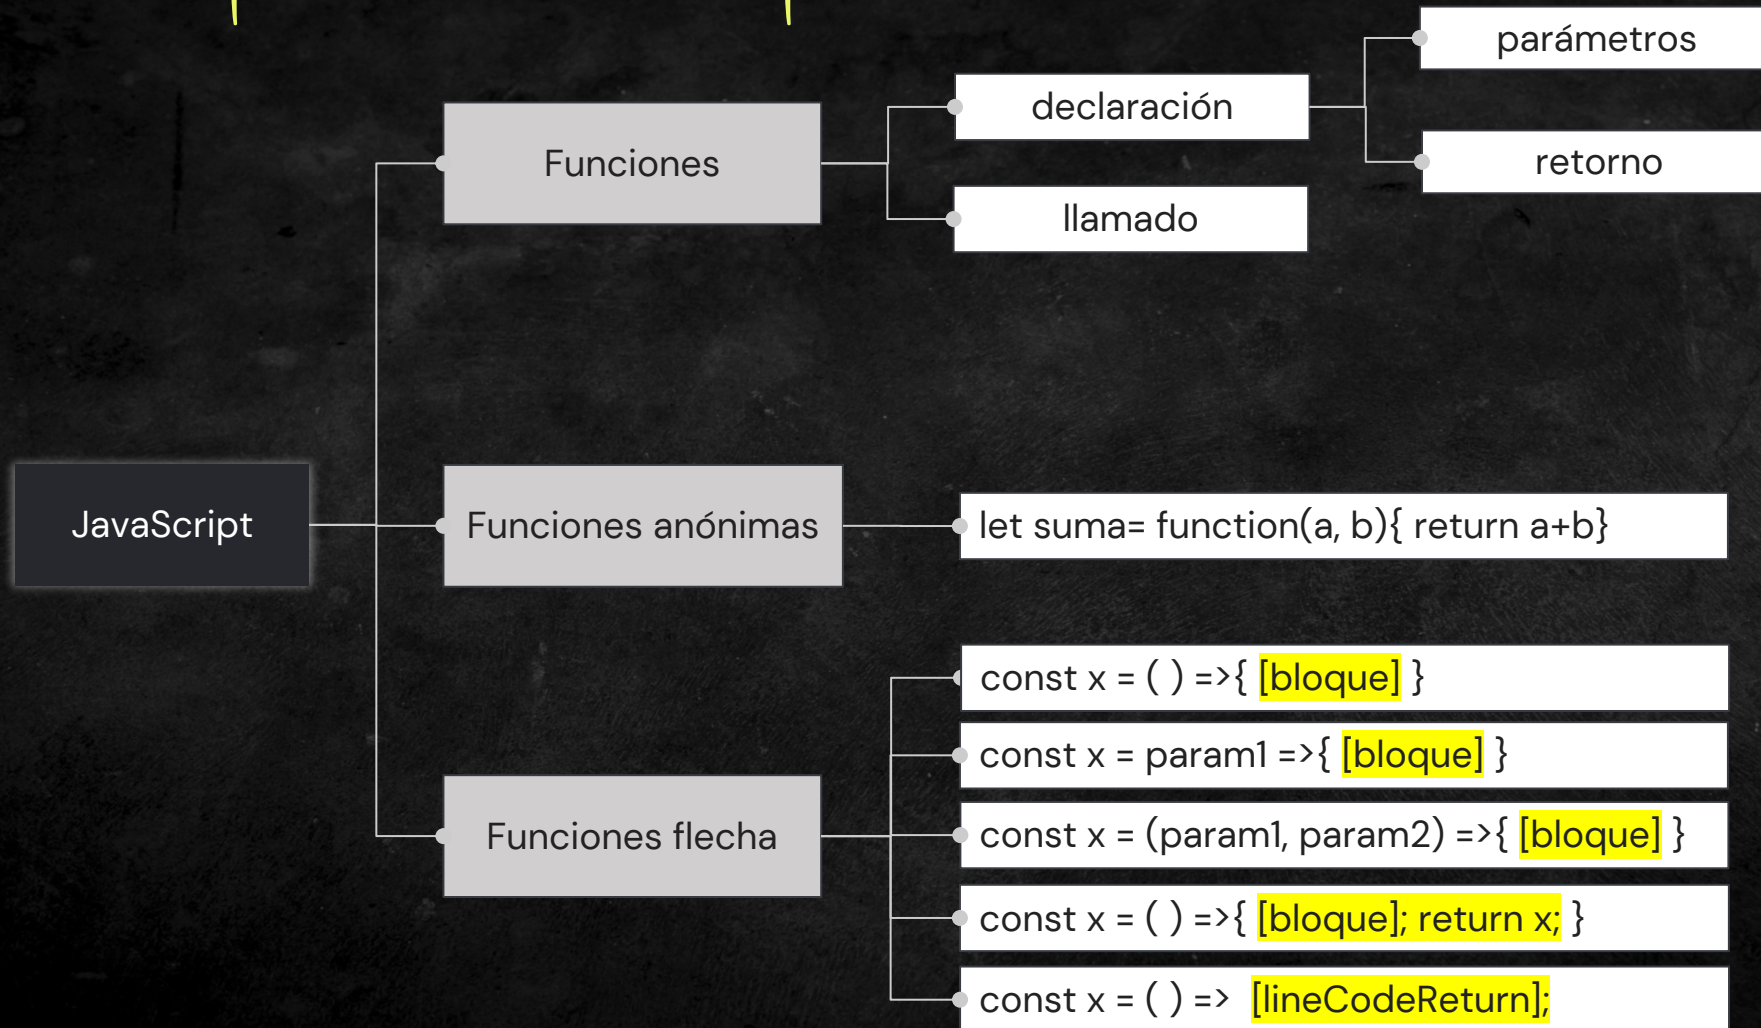 parámetros
declaración
Funciones
retorno
llamado
JavaScript
Funciones anónimas
let suma= function(a, b){ return a+b}
const x = ( ) =>{ [bloque] }
const x = param1 =>{ [bloque] }
Funciones flecha
const x = (param1, param2) =>{ [bloque] }
const x = ( ) =>{ [bloque]; return x; }
const x = ( ) => [lineCodeReturn];